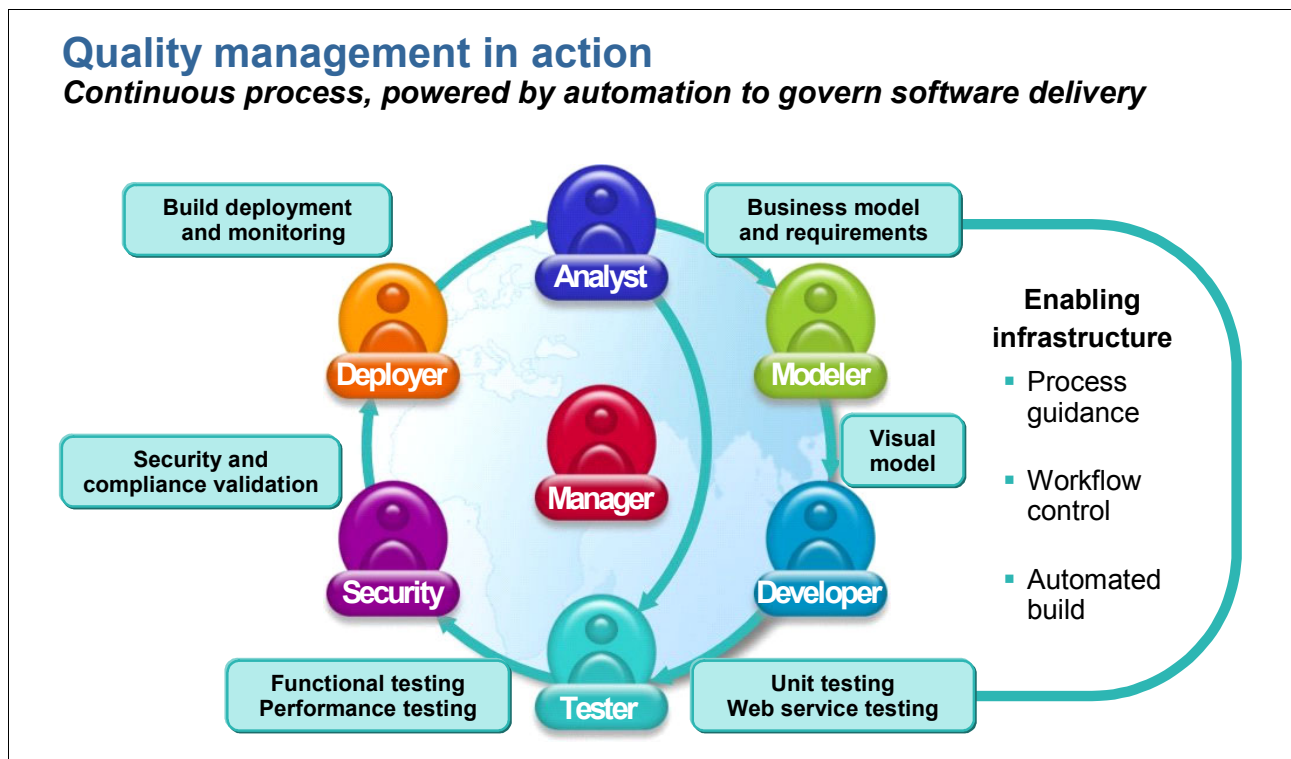 Quality management in action
Continuous process, powered by automation to govern software delivery
Build deployment
and monitoring
Analyst
Business model
and requirements
Deployer
Modeler
Enabling
infrastructure
Process
guidance
Workflow
control
Automated
build
Security and
compliance validation
Manager
Visual
model
Security
Developer
Functional testing
Performance testing
Tester
Unit testing
Web service testing